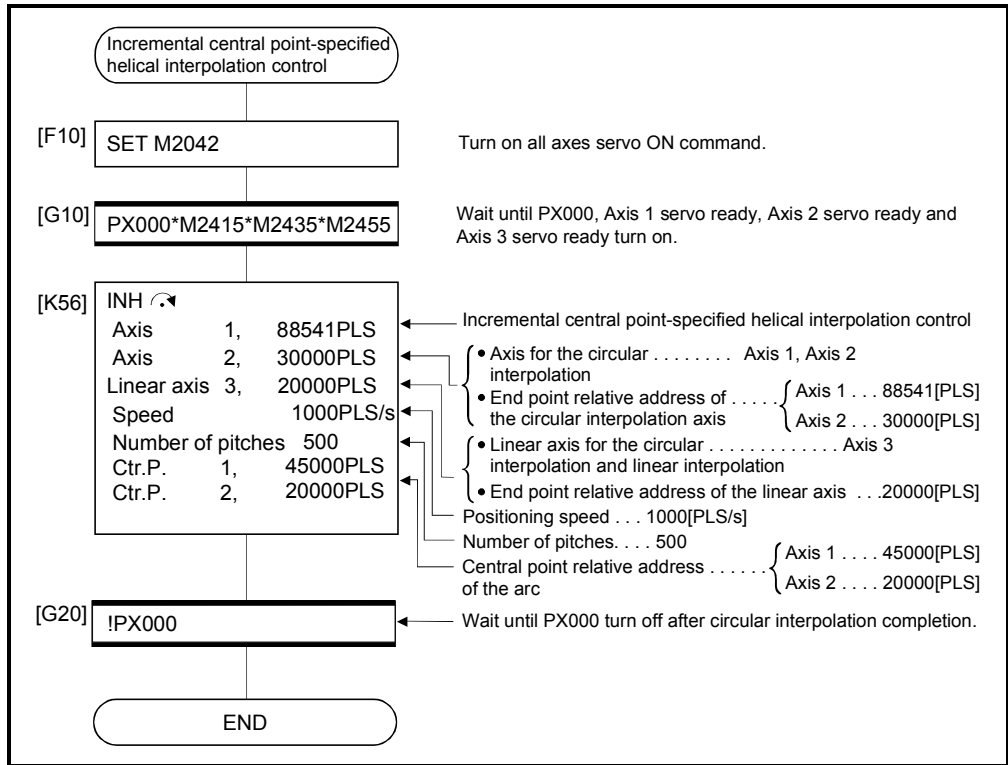 Incremental central point-specified
helical interpolation control
[F10]
SET M2042
Turn on all axes servo ON command.
[G10]
PX000*M2415*M2435*M2455
Wait until PX000, Axis 1 servo ready, Axis 2 servo ready and
Axis 3 servo ready turn on.
[K56]
INH
Axis 1, 88541PLS
Axis 2, 30000PLS
Linear axis 3, 20000PLS
Speed 1000PLS/s
Number of pitches 500
Ctr.P. 1, 45000PLS
Ctr.P. 2, 20000PLS
Incremental central point-specified helical interpolation control
• Axis for the circular . . . . . . . . Axis 1, Axis 2
interpolation
• End point relative address of . . . . . Axis 1 . . . 88541[PLS]
the circular interpolation axis Axis 2 . . . 30000[PLS]
• Linear axis for the circular . . . . . . . . . . . . . Axis 3
interpolation and linear interpolation
• End point relative address of the linear axis . . .20000[PLS]
Positioning speed . . . 1000[PLS/s]
Number of pitches. . . . 500
Central point relative address . . . . . . Axis 1 . . . . 45000[PLS]
of the arc Axis 2 . . . . 20000[PLS]
[G20]
!PX000
Wait until PX000 turn off after circular interpolation completion.
END